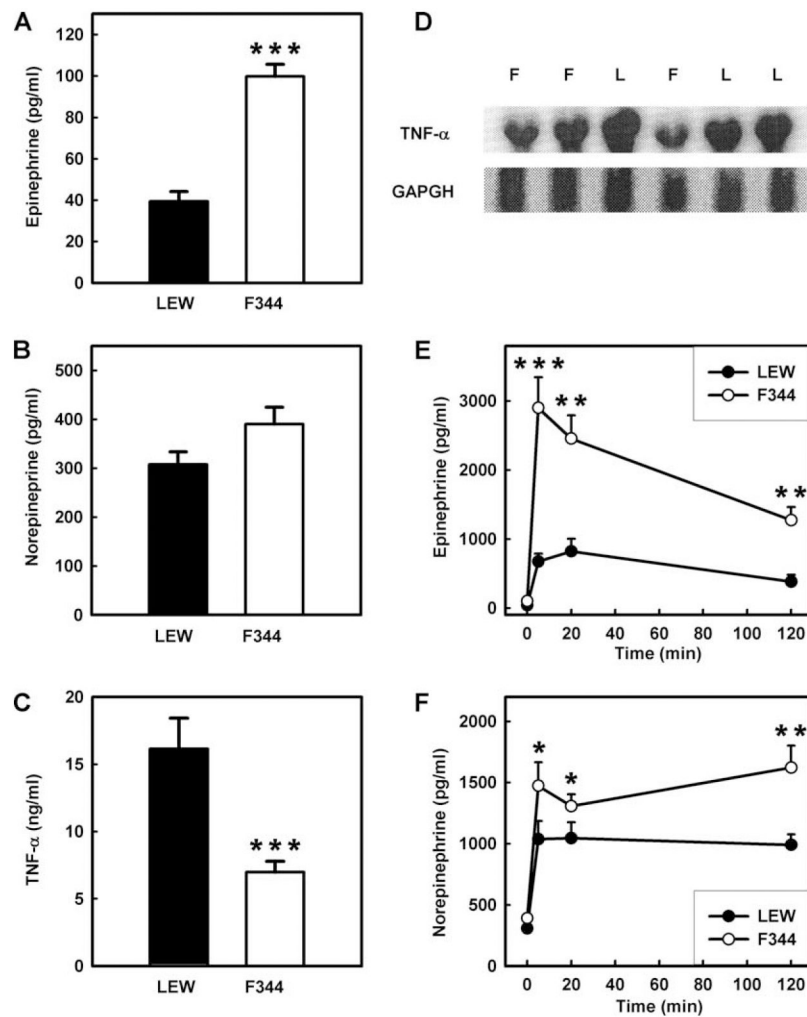 A
Epinephrine (pg/ml)
120
100
80
60
40
20
0
***
LEW F344
D
F F L F L L
TNF-α
GAPGH
B
Norepineprine (pg/ml)
500
400
300
200
100
0
LEW F344
E
Epinephrine (pg/ml)
3000
2000
1000
0
***
**
**
LEW
F344
0 20 40 60 80 100 120
Time (min)
C
TNF-α (ng/ml)
20
15
10
5
0
***
LEW F344
F
Norepinephrine (pg/ml)
2000
1500
1000
500
0
*
*
**
LEW
F344
0 20 40 60 80 100 120
Time (min)